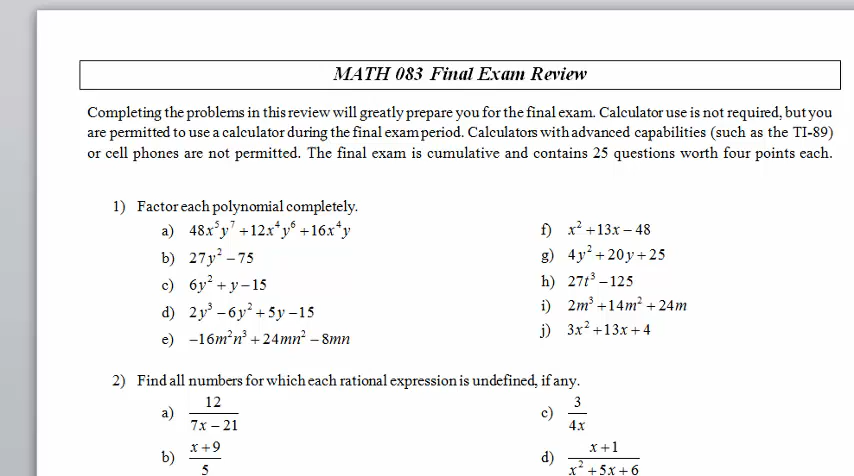 MATH 083 Final Exam Review
Completing the problems in this review will greatly prepare you for the final exam. Calculator use is not required, but you
are permitted to use a calculator during the final exam period. Calculators with advanced capabilities (such as the TI-89)
or cell phones are not permitted. The final exam is cumulative and contains 25 questions worth four points each.
1) Factor each polynomial completely.
a) 48x⁵y⁷ +12x⁴y⁶ +16x⁴y
b) 27y² – 75
c) 6y² + y – 15
d) 2y³ – 6y² + 5y – 15
e) –16m²n³ + 24mn² – 8mn
f) x² +13x – 48
g) 4y² + 20y + 25
h) 27t³ – 125
i) 2m³ +14m² + 24m
j) 3x² +13x + 4
2) Find all numbers for which each rational expression is undefined, if any.
a) 12
7x – 21
b) x + 9
5
c) 3
4x
d) x +1
x² + 5x + 6